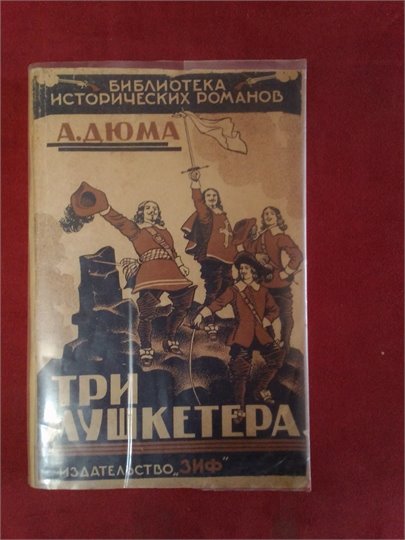 БИБЛИОТЕКА
ИСТОРИЧЕСКИХ РОМАНОВ
А. ДЮМА
ТРИ
МУШКЕТЕРА
ИЗДАТЕЛЬСТВО „ЗИФ"